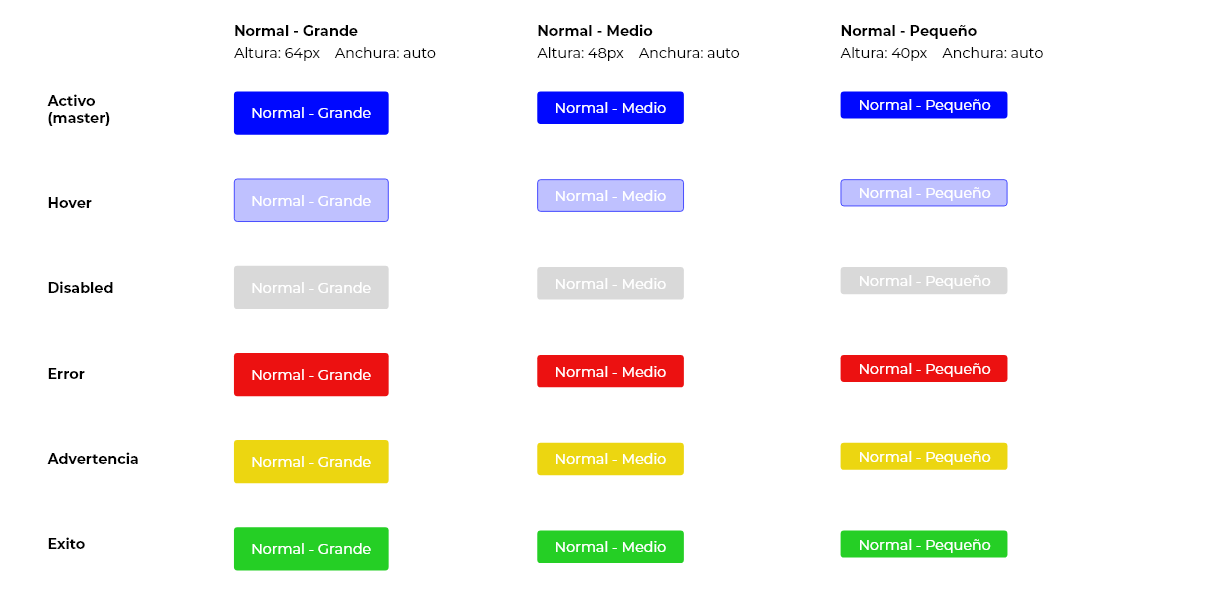 Normal - Grande
Altura: 64px Anchura: auto
Normal - Medio
Altura: 48px Anchura: auto
Normal - Pequeño
Altura: 40px Anchura: auto
Activo
(master)
Normal - Grande
Normal - Medio
Normal - Pequeño
Hover
Normal - Grande
Normal - Medio
Normal - Pequeño
Disabled
Normal - Grande
Normal - Medio
Normal - Pequeño
Error
Normal - Grande
Normal - Medio
Normal - Pequeño
Advertencia
Normal - Grande
Normal - Medio
Normal - Pequeño
Exito
Normal - Grande
Normal - Medio
Normal - Pequeño